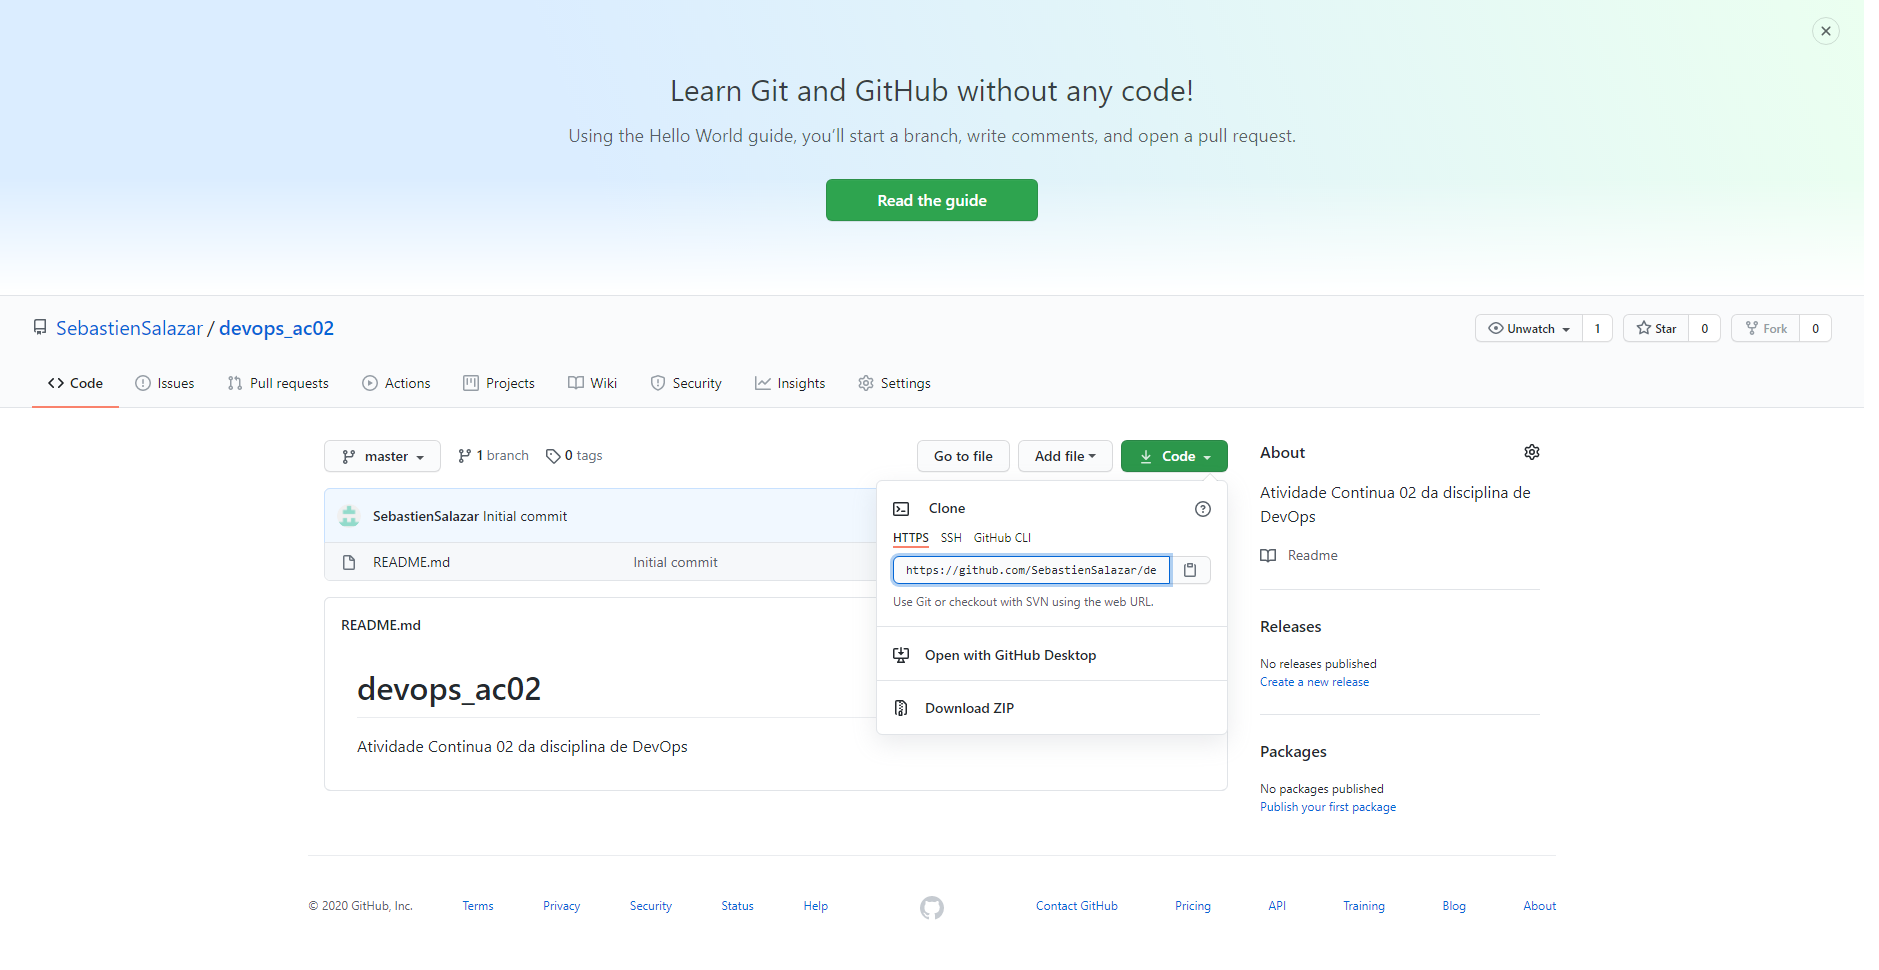 Learn Git and GitHub without any code!
Using the Hello World guide, you’ll start a branch, write comments, and open a pull request.
Read the guide
SebastienSalazar / devops_ac02
Unwatch 1 Star 0 Fork 0
Code Issues Pull requests Actions Projects Wiki Security Insights Settings
master 1 branch 0 tags Go to file Add file Code
SebastienSalazar Initial commit
README.md Initial commit
Clone
HTTPS SSH GitHub CLI
https://github.com/SebastienSalazar/de
Use Git or checkout with SVN using the web URL.
Open with GitHub Desktop
Download ZIP
README.md
devops_ac02
Atividade Continua 02 da disciplina de DevOps
About
Atividade Continua 02 da disciplina de
DevOps
Readme
Releases
No releases published
Create a new release
Packages
No packages published
Publish your first package
© 2020 GitHub, Inc. Terms Privacy Security Status Help Contact GitHub Pricing API Training Blog About